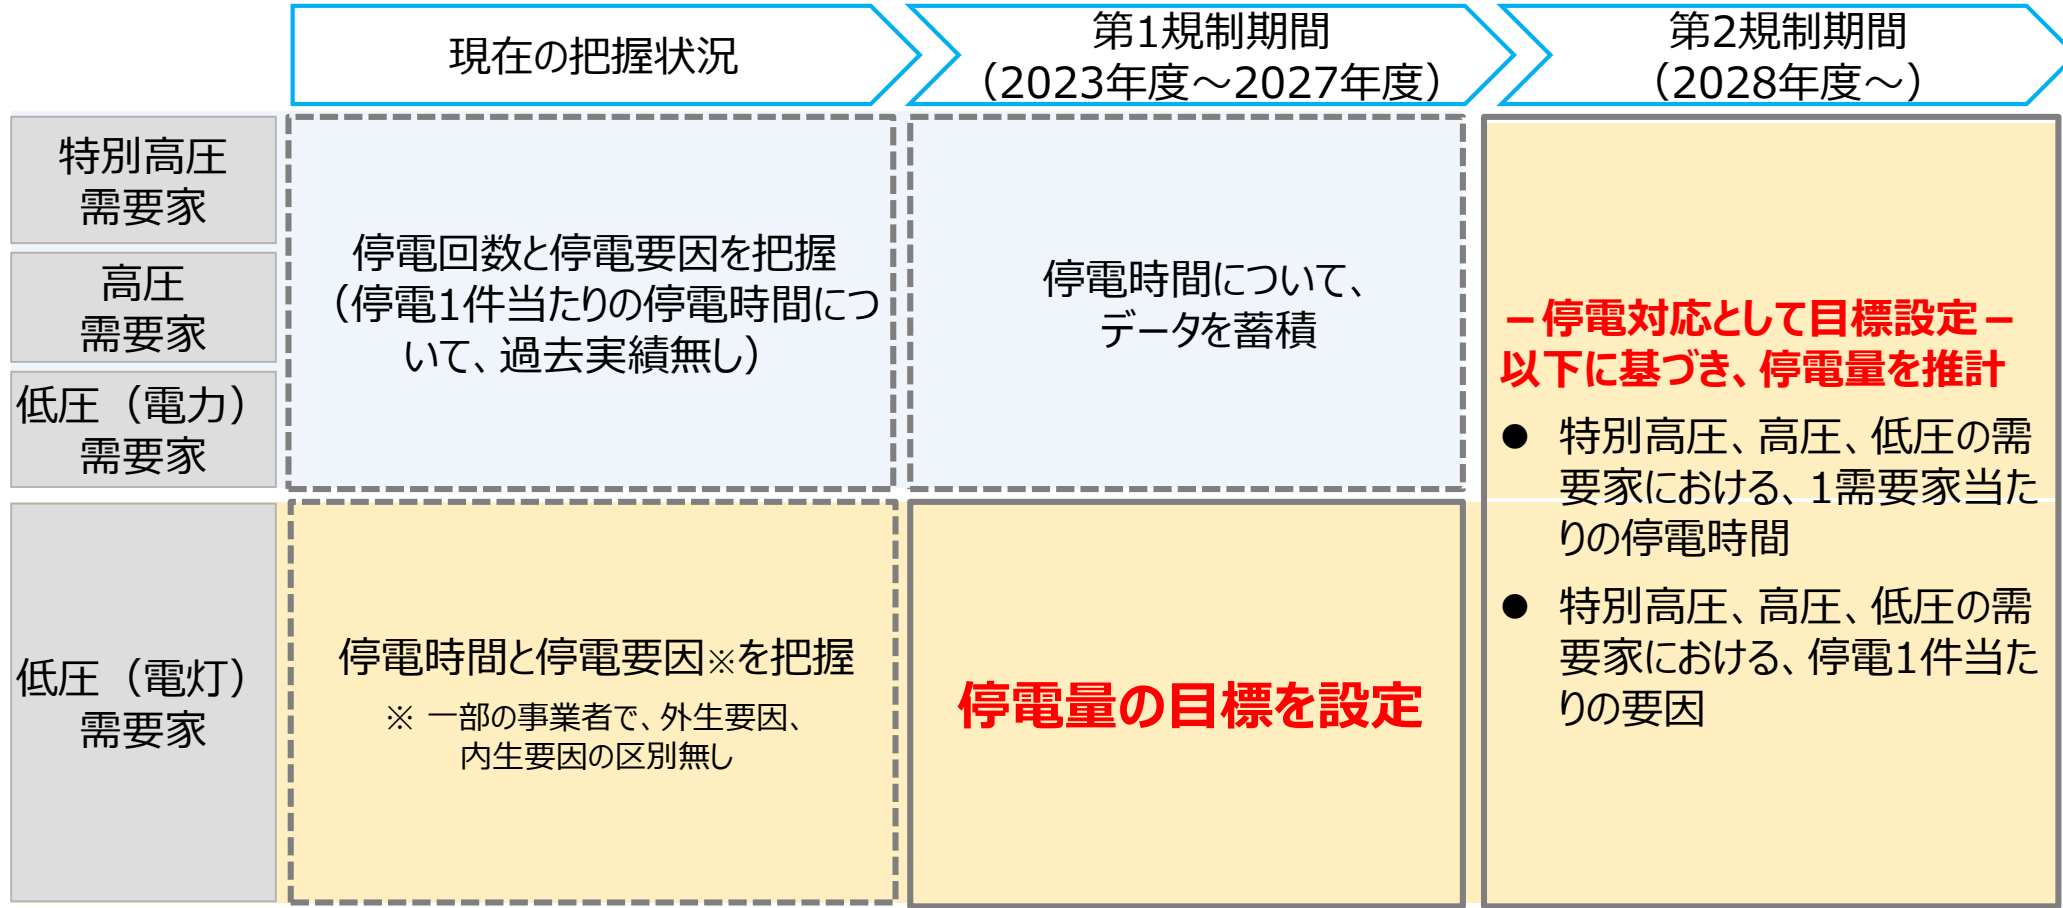 現在の把握状況
第1規制期間
（2023年度～2027年度）
第2規制期間
（2028年度～）
特別高圧
需要家
高圧
需要家
低圧（電力）
需要家
停電回数と停電要因を把握
（停電1件当たりの停電時間につ
いて、過去実績無し）
停電時間について、
データを蓄積
低圧（電灯）
需要家
停電時間と停電要因※を把握
※ 一部の事業者で、外生要因、
内生要因の区別無し
停電量の目標を設定
－停電対応として目標設定－
以下に基づき、停電量を推計
● 特別高圧、高圧、低圧の需
要家における、1需要家当た
りの停電時間
● 特別高圧、高圧、低圧の需
要家における、停電1件当た
りの要因